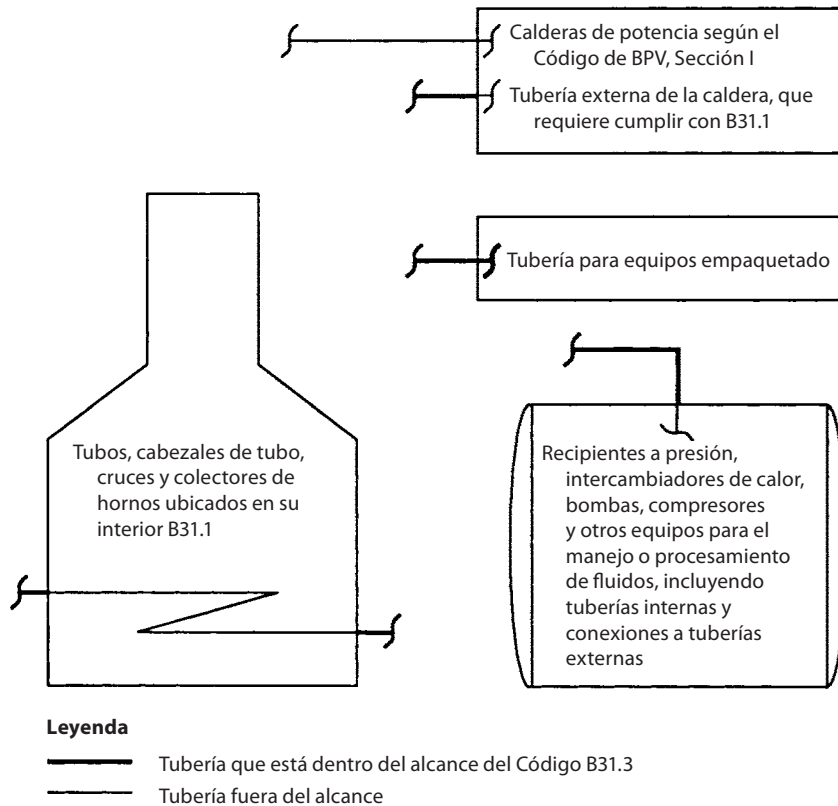 Calderas de potencia según el
Código de BPV, Sección I
Tubería externa de la caldera, que
requiere cumplir con B31.1
Tubería para equipos empaquetado
Tubos, cabezales de tubo,
cruces y colectores de
hornos ubicados en su
interior B31.1
Recipientes a presión,
intercambiadores de calor,
bombas, compresores
y otros equipos para el
manejo o procesamiento
de fluidos, incluyendo
tuberías internas y
conexiones a tuberías
externas
Leyenda
Tubería que está dentro del alcance del Código B31.3
Tubería fuera del alcance